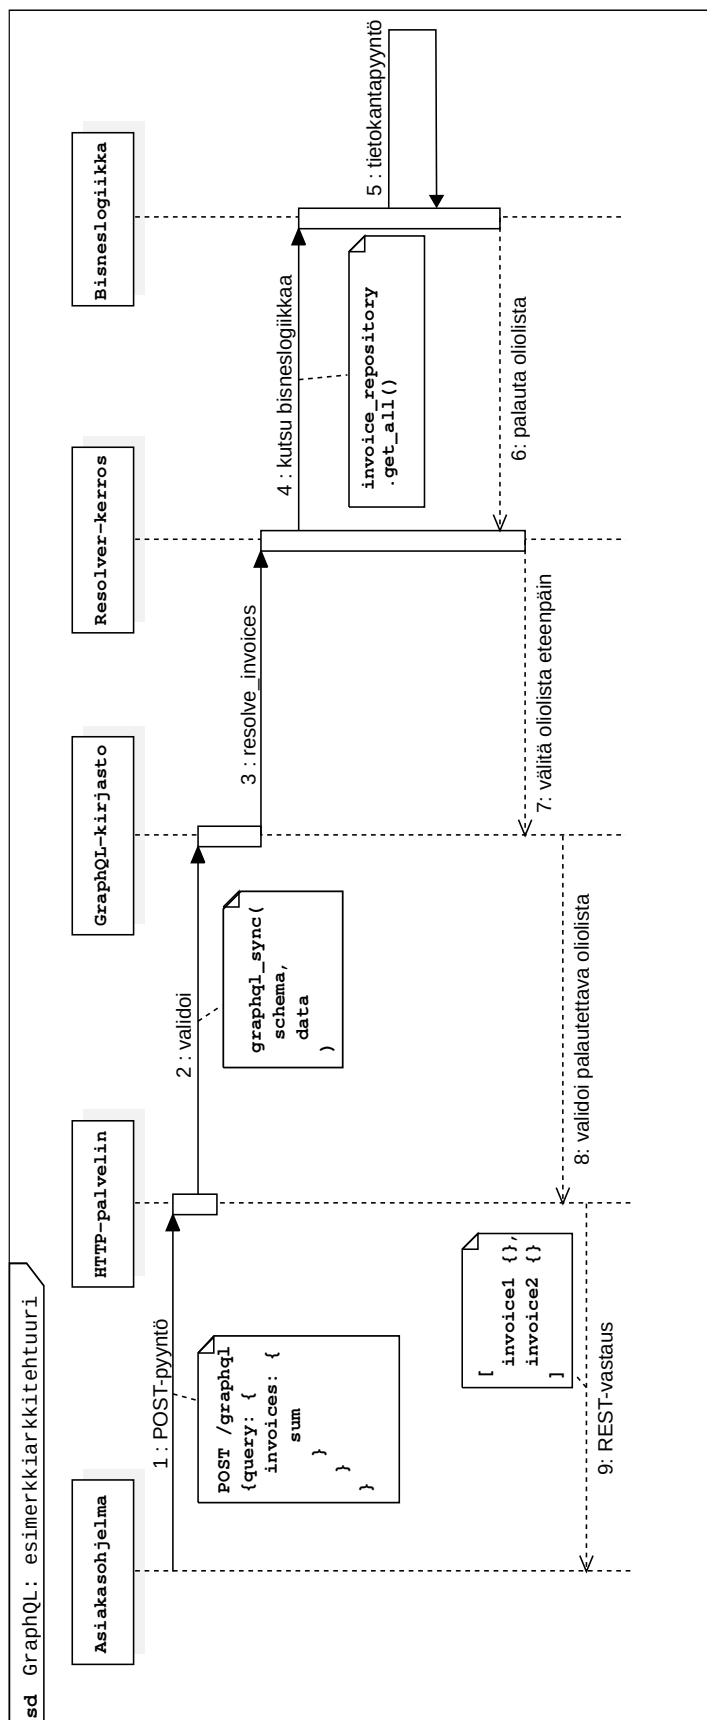 sd GraphQL: esimerkkiarkkitehtuuri
Asiakasohjelma
HTTP-palvelin
GraphQL-kirjasto
Resolver-kerros
Bisneslogiikka
1 : POST-pyyntö
POST /graphql
{query: {
invoices: {
sum
}
}
}
2 : validoi
graphql_sync(
schema,
data
)
3 : resolve_invoices
4 : kutsu bisneslogiikkaa
invoice_repository
.get_all()
5 : tietokantapyyntö
6: palauta oliolista
7: välitä oliolista eteenpäin
8: validoi palautettava oliolista
9: REST-vastaus
[
invoice1 {},
invoice2 {}
]